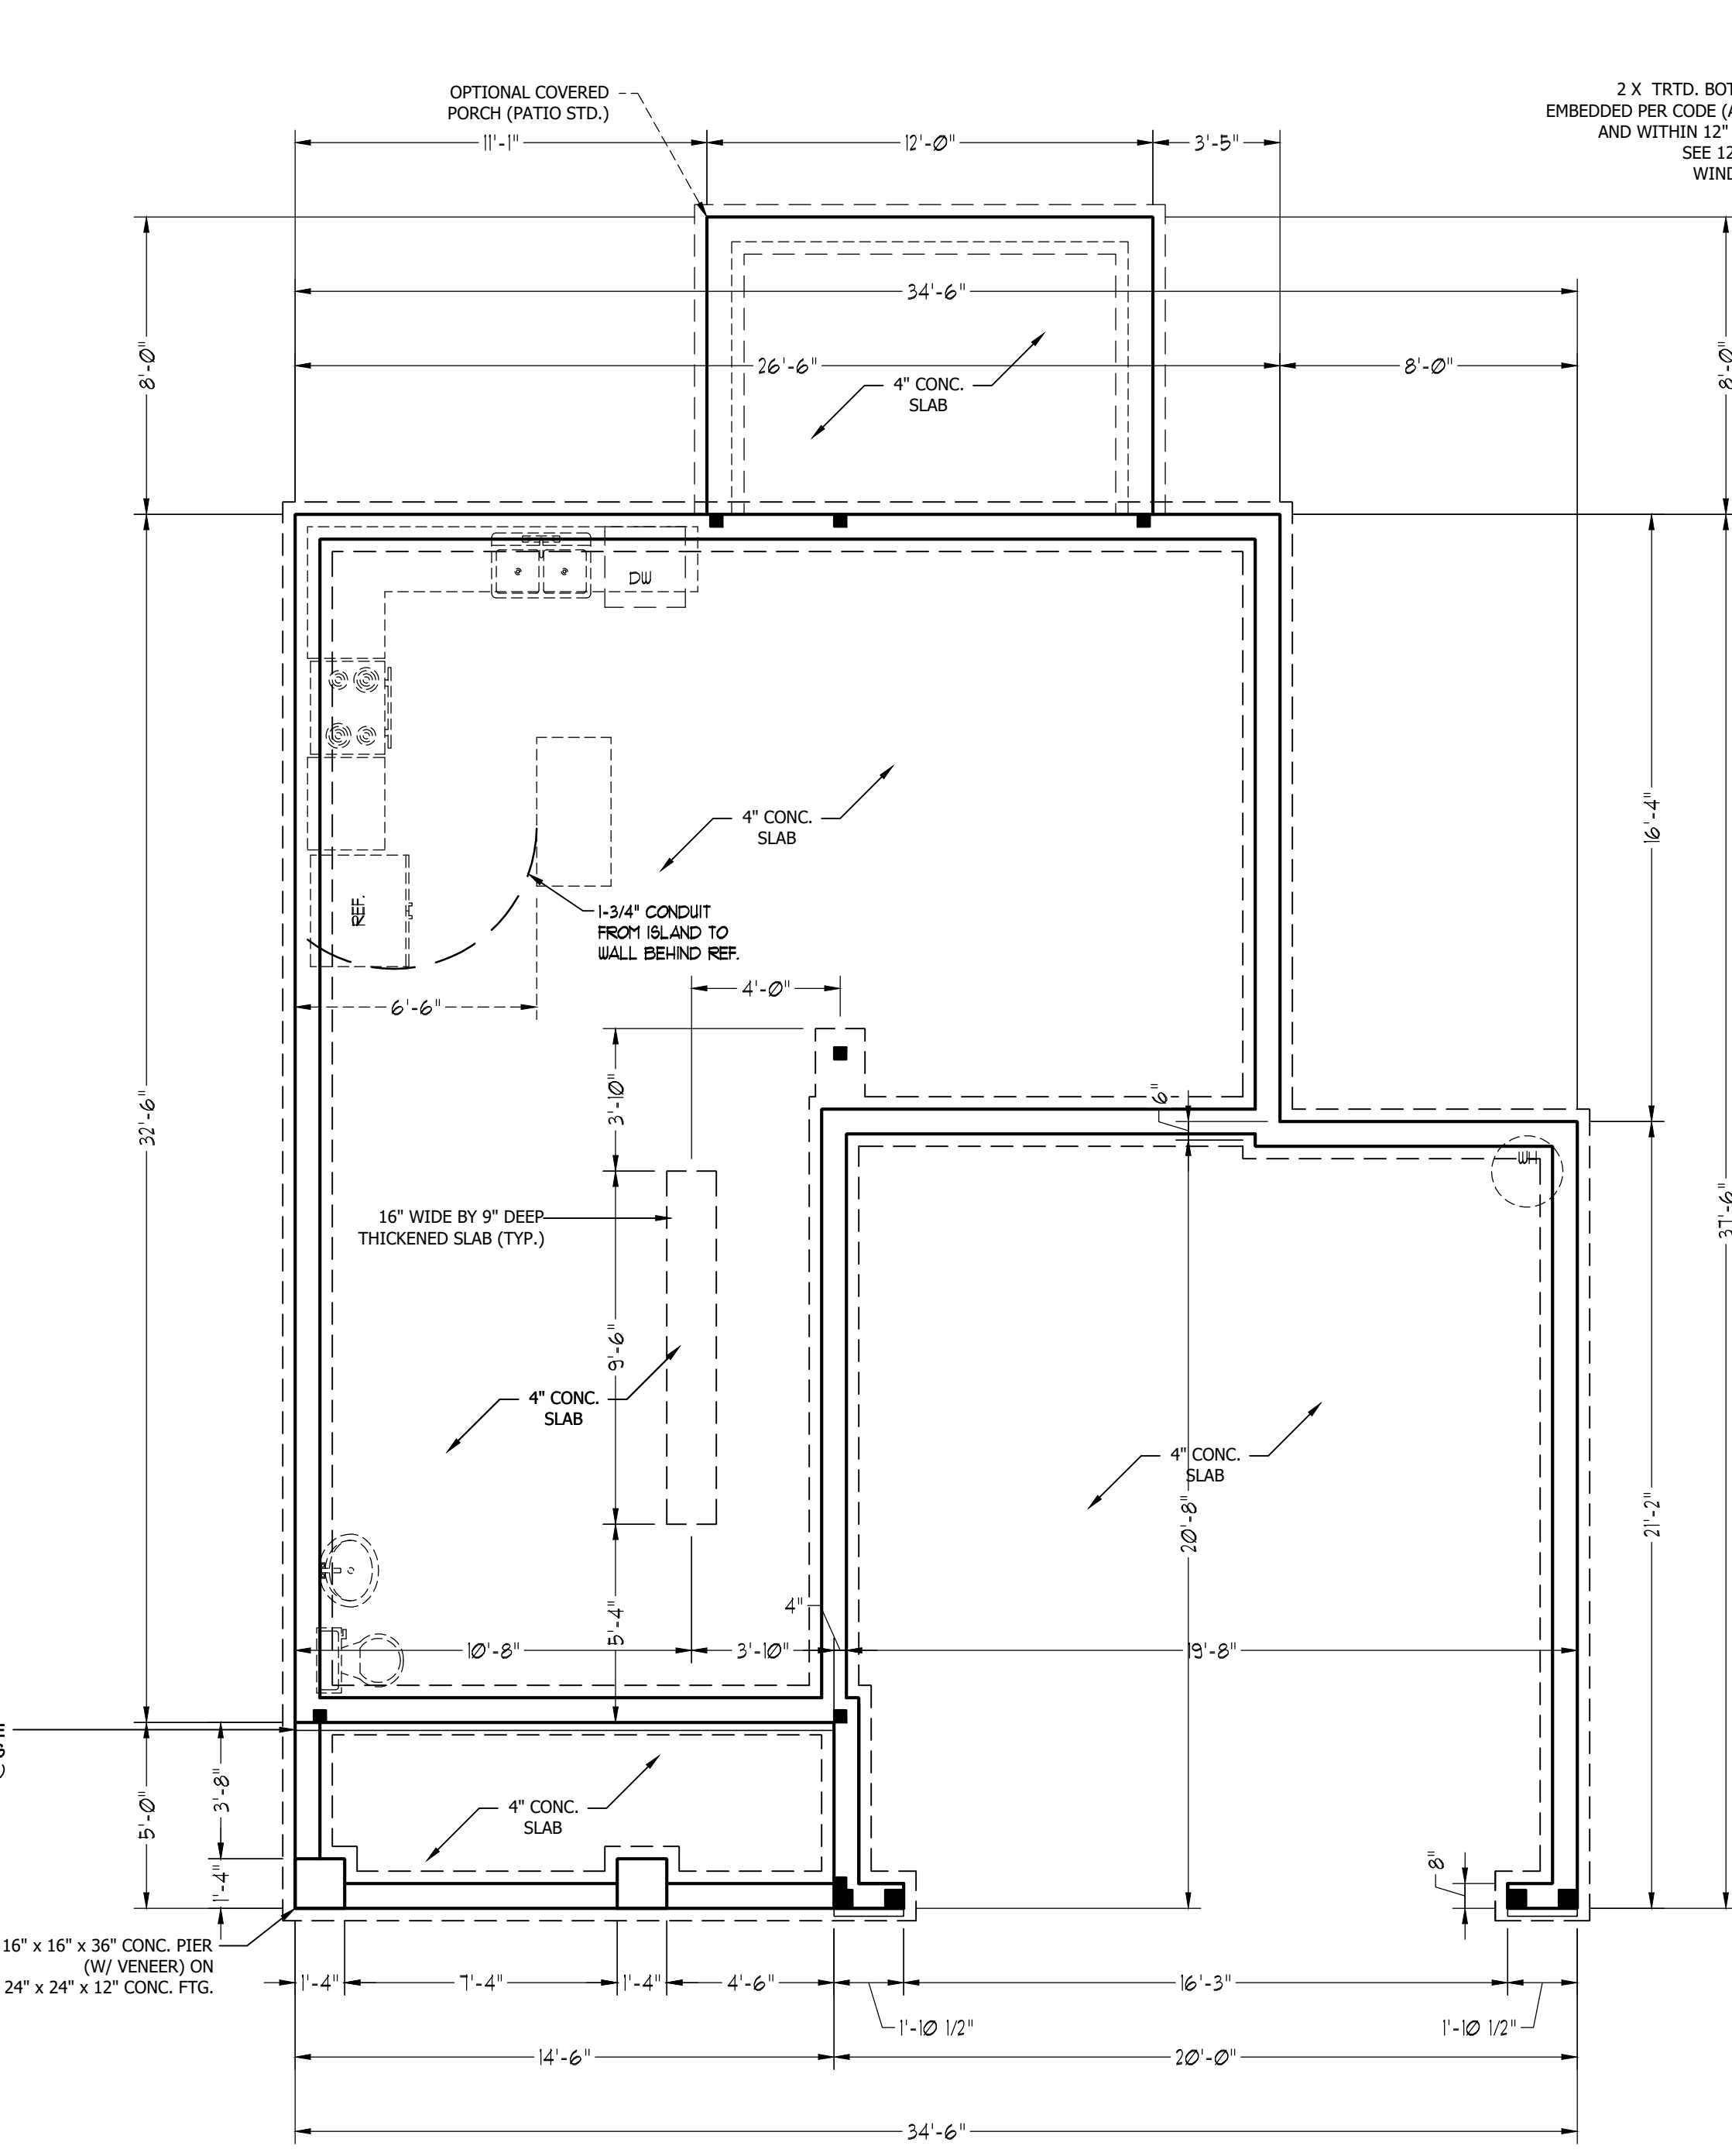 OPTIONAL COVERED
PORCH (PATIO STD.)
2 X TRTD. BOT
EMBEDDED PER CODE (A
AND WITHIN 12"
SEE 12
WIND
11'-1"
12'-0"
3'-5"
34'-6"
8'-0"
26'-6"
8'-0"
8'-0"
4" CONC.
SLAB
DW
4" CONC.
SLAB
16'-4"
REF.
1-3/4" CONDUIT
FROM ISLAND TO
WALL BEHIND REF.
4'-0"
6'-6"
3'-10"
6"
32'-6"
WH
16" WIDE BY 9" DEEP
THICKENED SLAB (TYP.)
37'-6"
9'-6"
4" CONC.
SLAB
4" CONC.
SLAB
20'-8"
21'-2"
4"
5'-4"
10'-8"
3'-10"
19'-8"
3'-8"
5'-0"
4" CONC.
SLAB
8"
1'-4"
16" x 16" x 36" CONC. PIER
(W/ VENEER) ON
24" x 24" x 12" CONC. FTG.
1'-4"
7'-4"
1'-4"
4'-6"
16'-3"
1'-10 1/2"
1'-10 1/2"
14'-6"
20'-0"
34'-6"